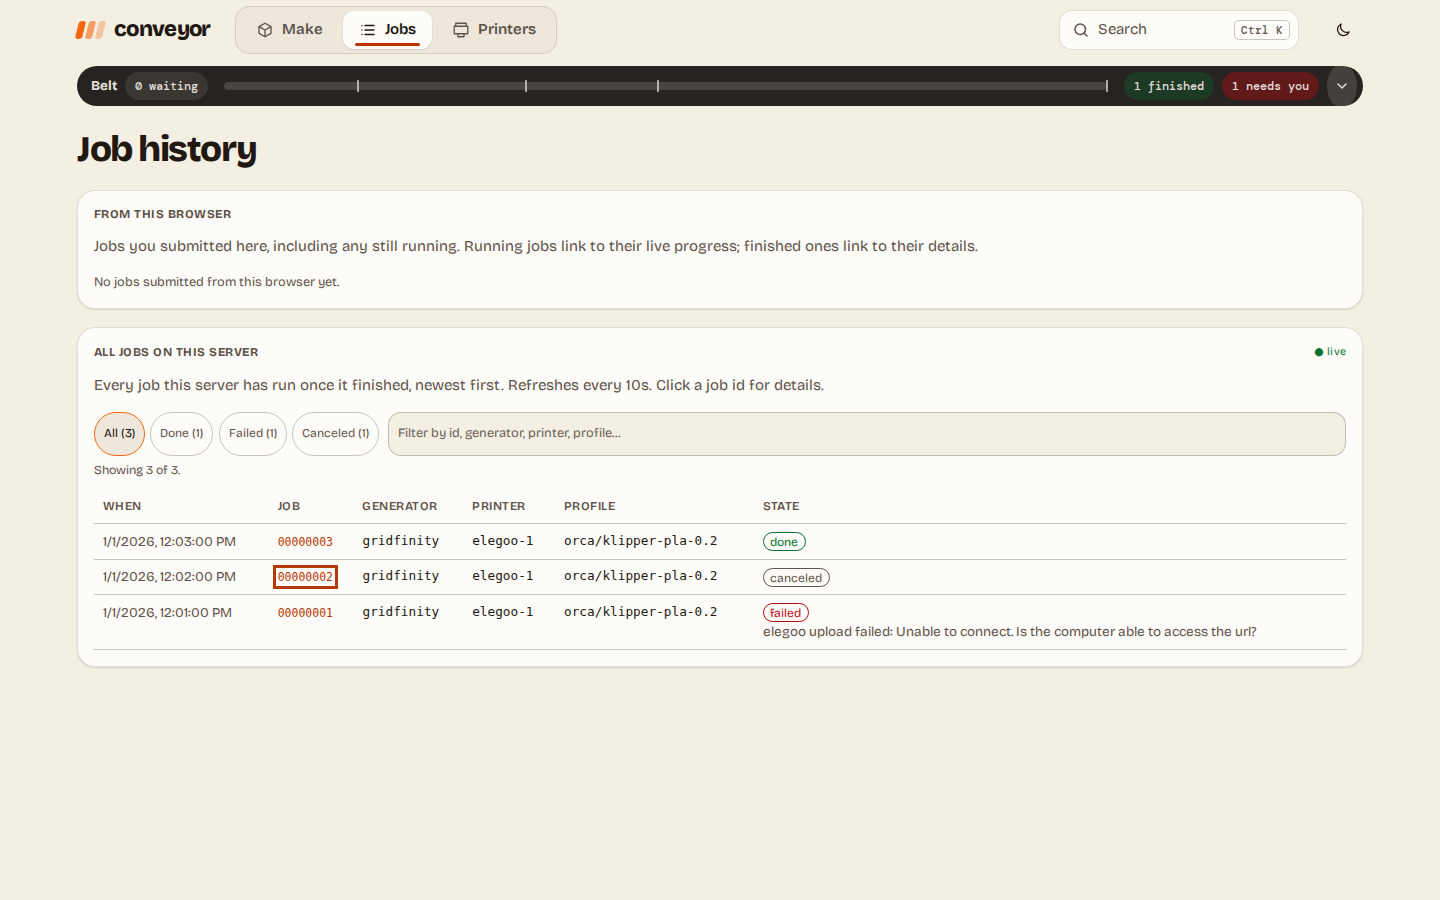 conveyor
Make
Jobs
Printers
Search
Ctrl K
Belt
0 waiting
1 finished
1 needs you
Job history
FROM THIS BROWSER
Jobs you submitted here, including any still running. Running jobs link to their live progress; finished ones link to their details.
No jobs submitted from this browser yet.
ALL JOBS ON THIS SERVER
live
Every job this server has run once it finished, newest first. Refreshes every 10s. Click a job id for details.
All (3)
Done (1)
Failed (1)
Canceled (1)
Filter by id, generator, printer, profile...
Showing 3 of 3.
WHEN JOB GENERATOR PRINTER PROFILE STATE
1/1/2026, 12:03:00 PM 00000003 gridfinity elegoo-1 orca/klipper-pla-0.2 done
1/1/2026, 12:02:00 PM 00000002 gridfinity elegoo-1 orca/klipper-pla-0.2 canceled
1/1/2026, 12:01:00 PM 00000001 gridfinity elegoo-1 orca/klipper-pla-0.2 failed
elegoo upload failed: Unable to connect. Is the computer able to access the url?